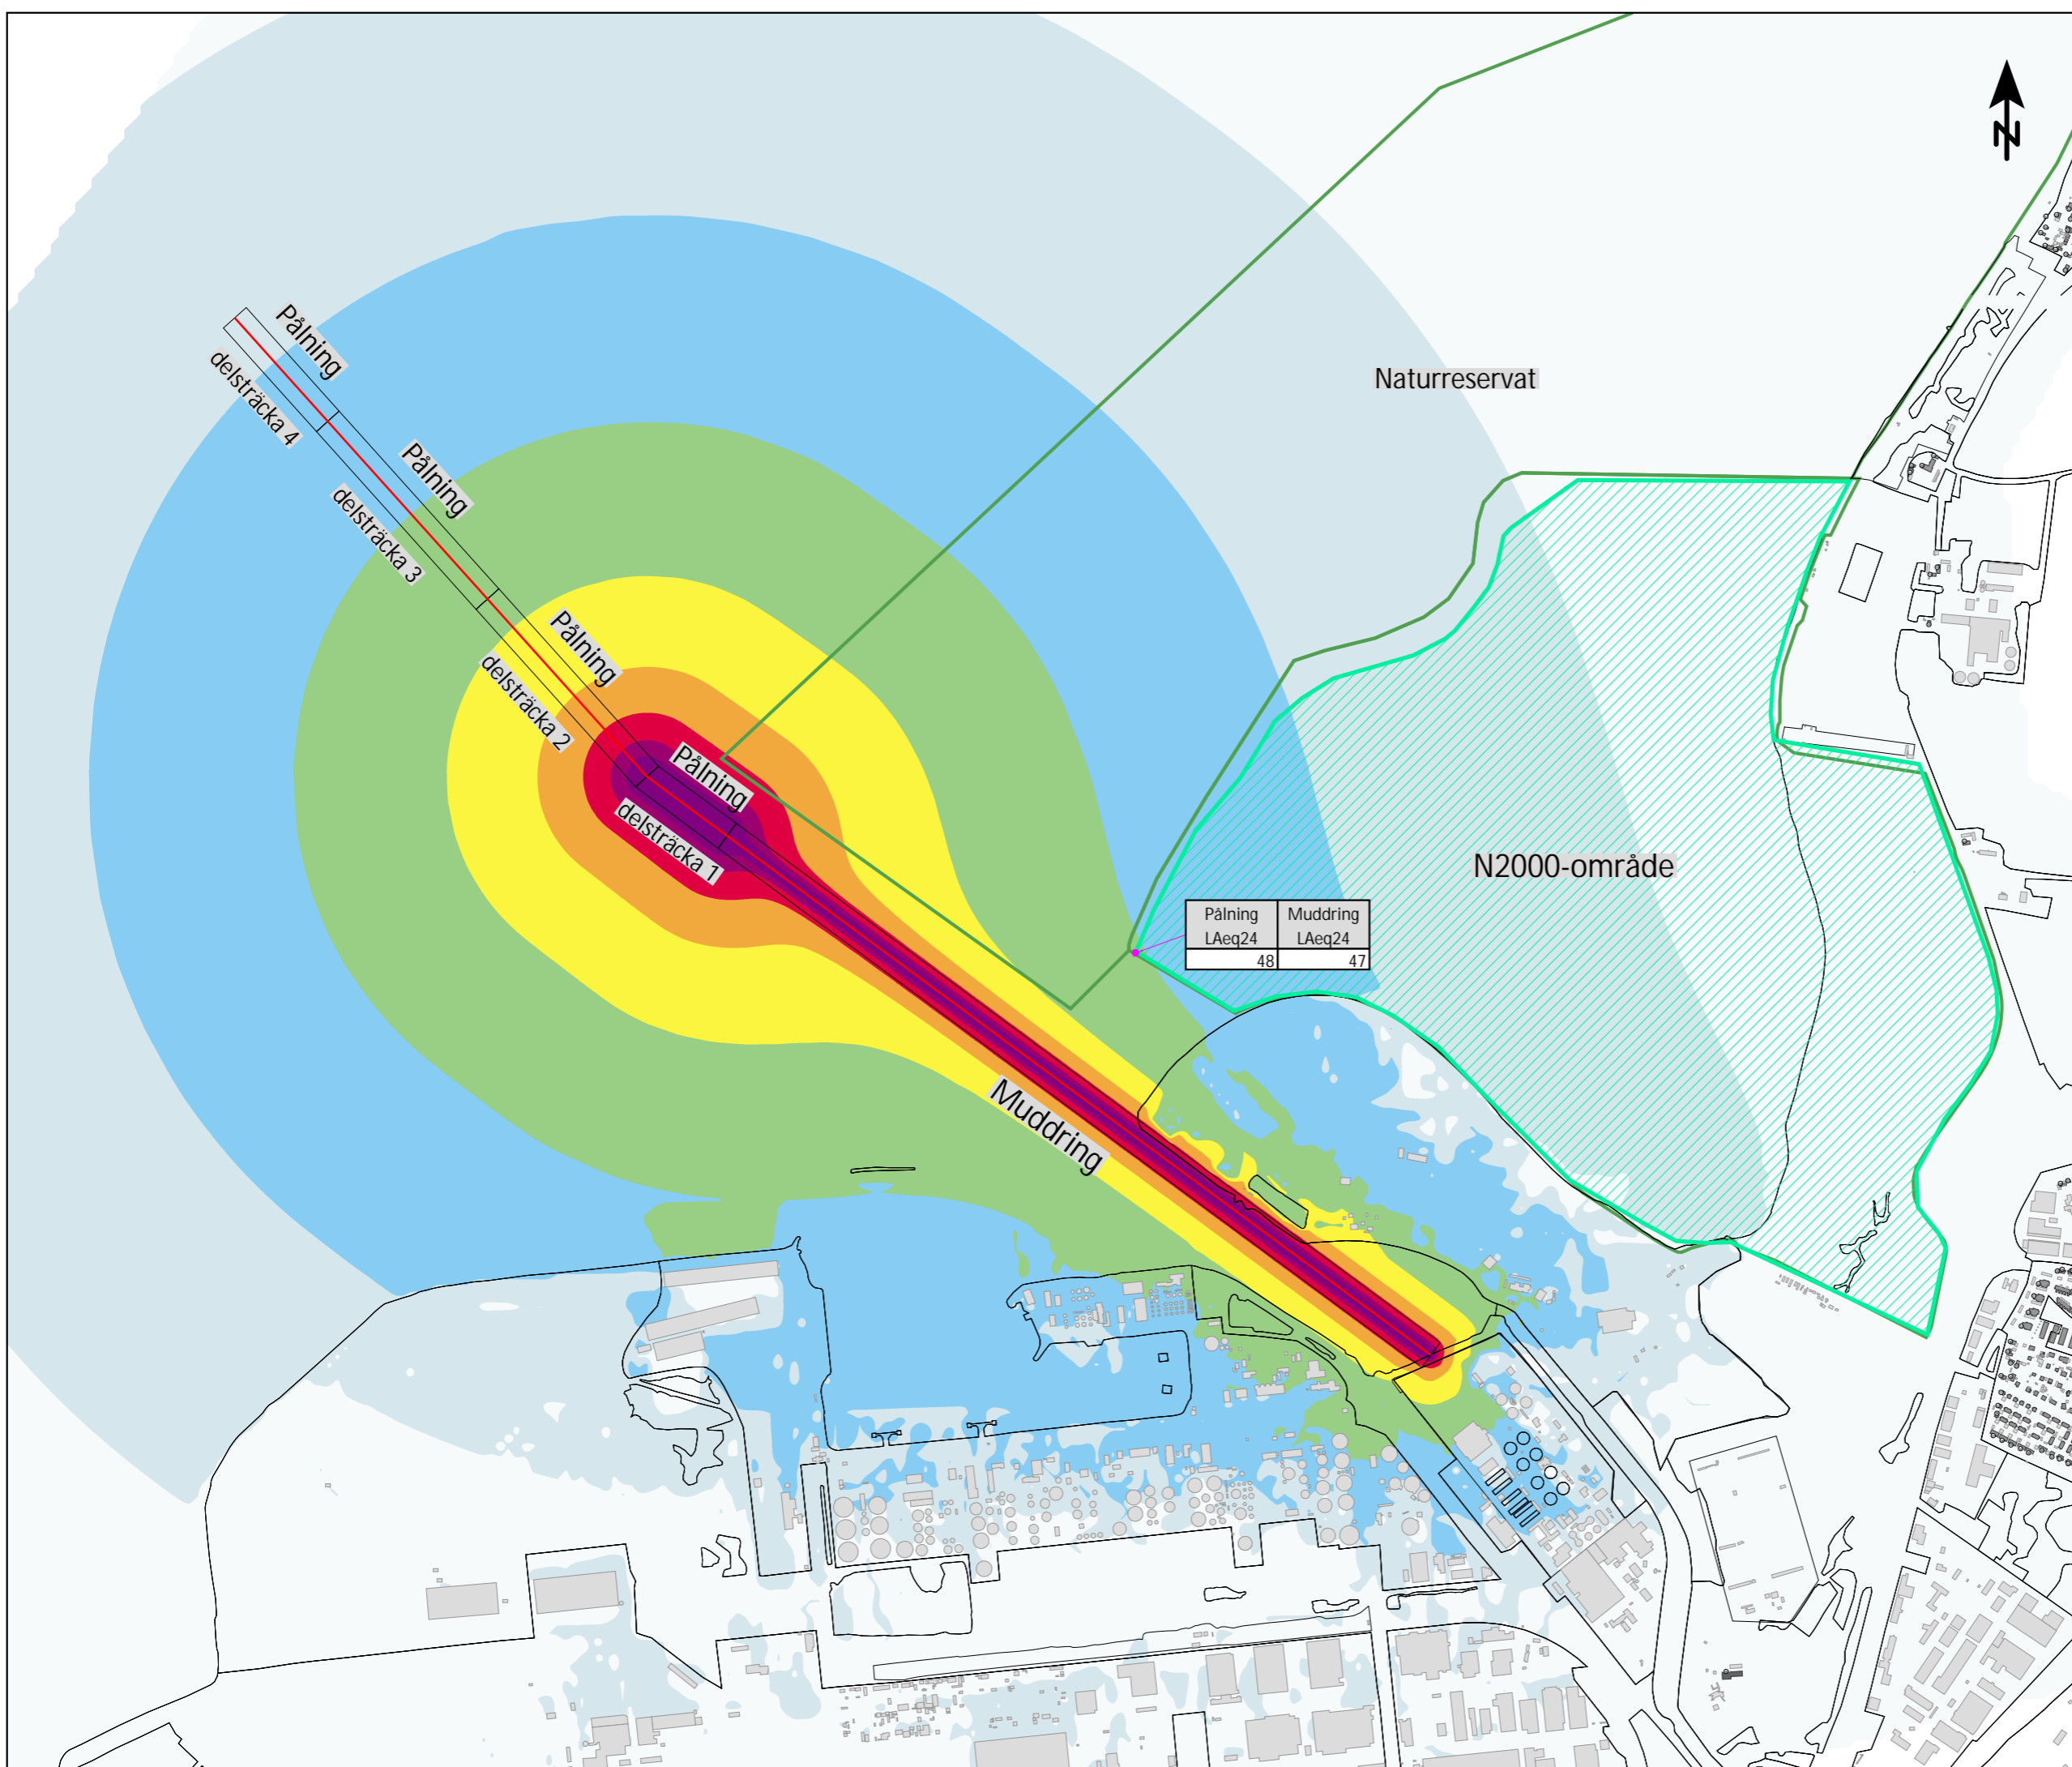 N
Pålning
delsträcka 4
Naturreservat
Pålning
delsträcka 3
Pålning
delsträcka 2
Pålning
delsträcka 1
N2000-område
Pålning Muddring
LAeq24 LAeq24
48 47
Muddring